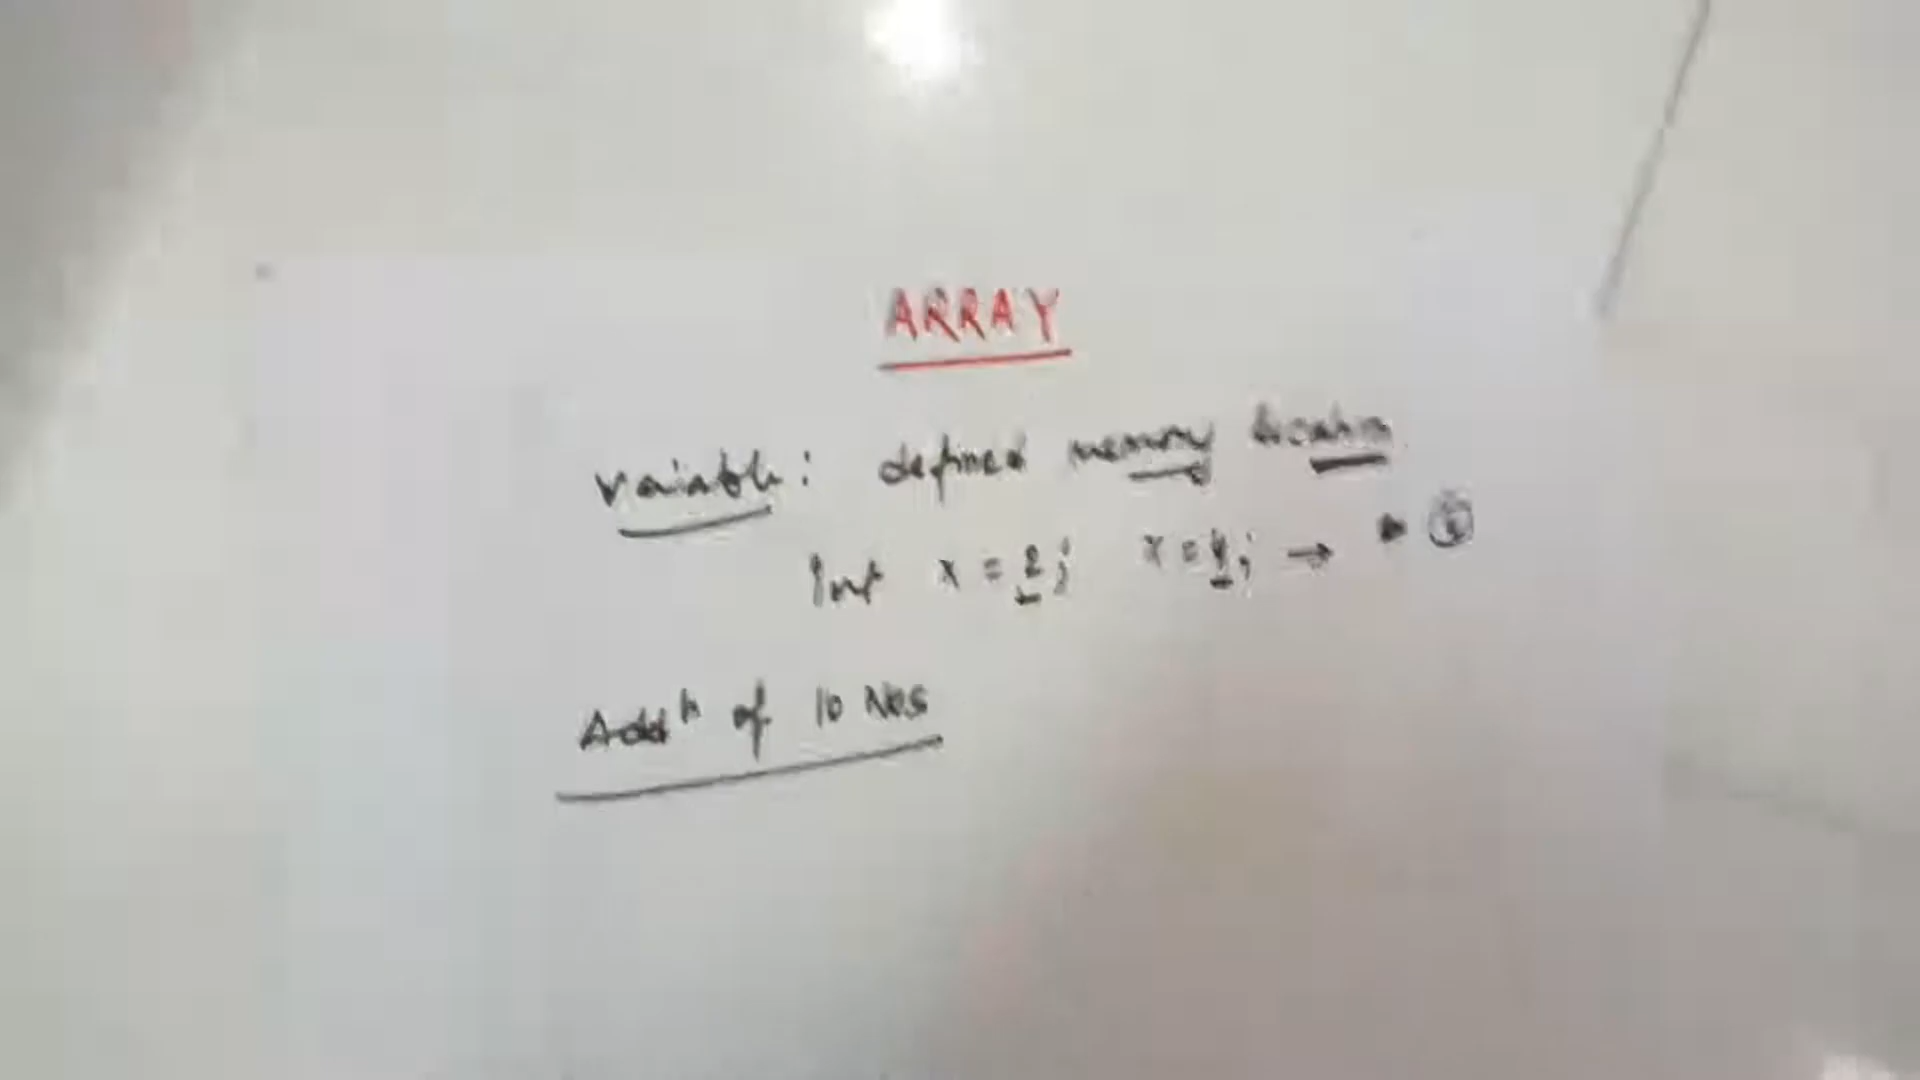 ARRAY
Variable: defined memory location
Int x = 2; x = 4; →
Addn of 10 Nos